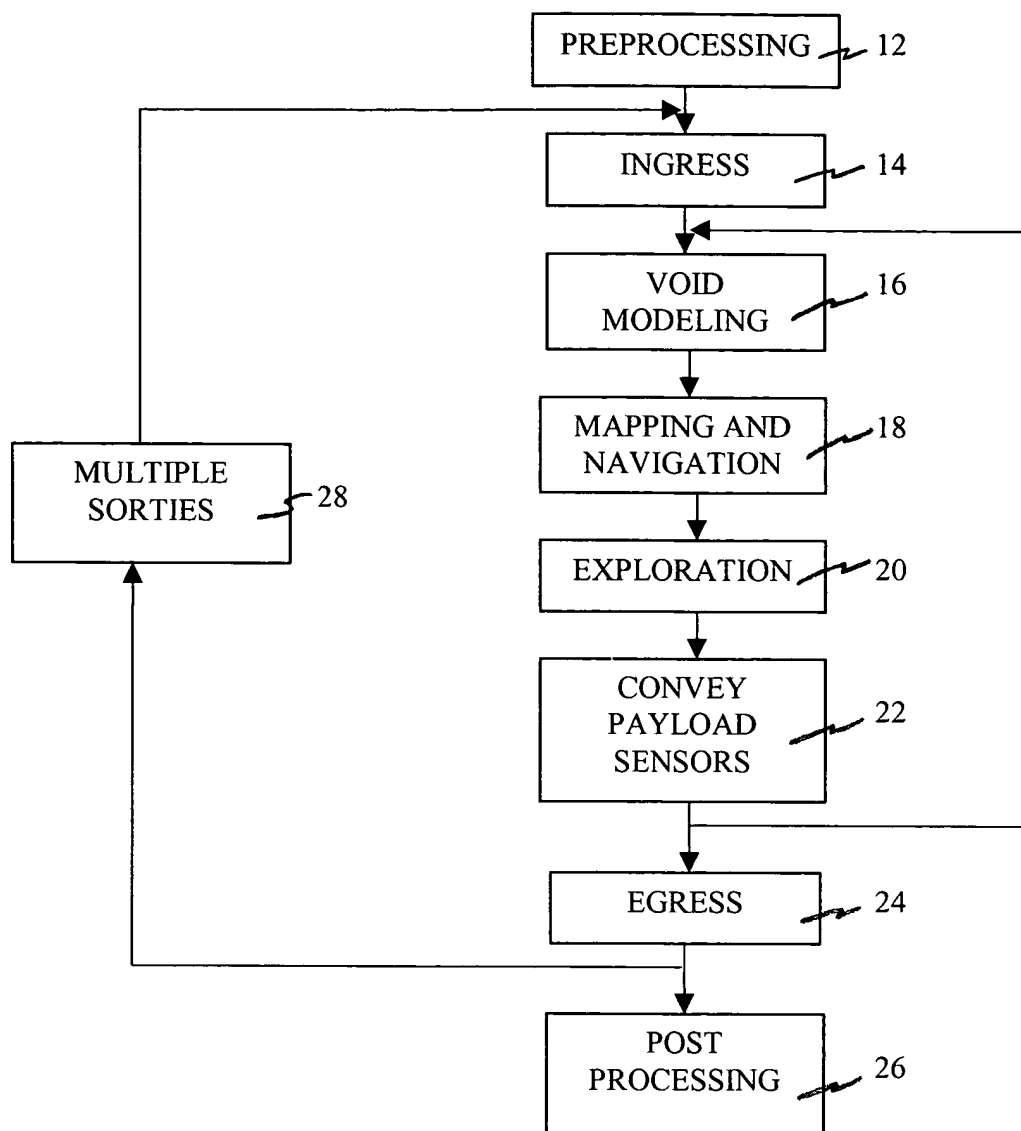 PREPROCESSING
12
INGRESS
14
VOID
MODELING
16
MAPPING AND
NAVIGATION
18
MULTIPLE
SORTIES
28
EXPLORATION
20
CONVEY
PAYLOAD
SENSORS
22
EGRESS
24
POST
PROCESSING
26